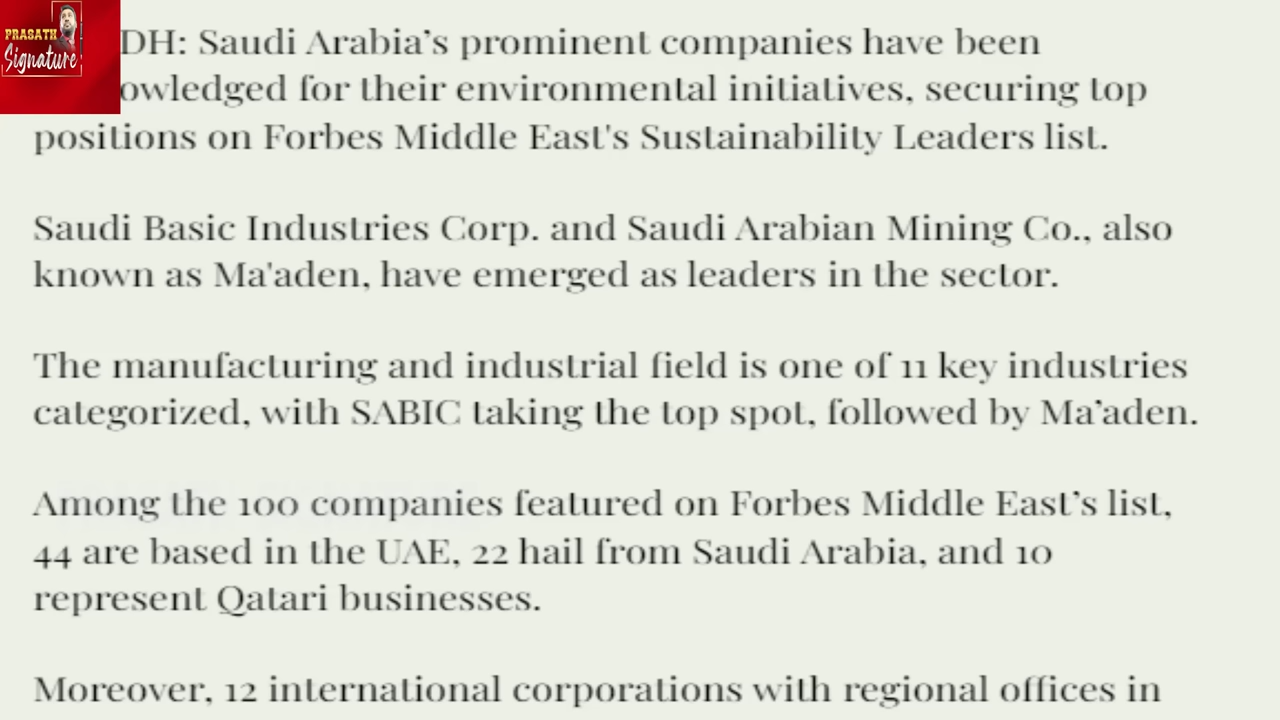 PRASATH
Signature
DH: Saudi Arabia’s prominent companies have been
owledged for their environmental initiatives, securing top
positions on Forbes Middle East's Sustainability Leaders list.
Saudi Basic Industries Corp. and Saudi Arabian Mining Co., also
known as Ma'aden, have emerged as leaders in the sector.
The manufacturing and industrial field is one of 11 key industries
categorized, with SABIC taking the top spot, followed by Ma’aden.
Among the 100 companies featured on Forbes Middle East’s list,
44 are based in the UAE, 22 hail from Saudi Arabia, and 10
represent Qatari businesses.
Moreover, 12 international corporations with regional offices in